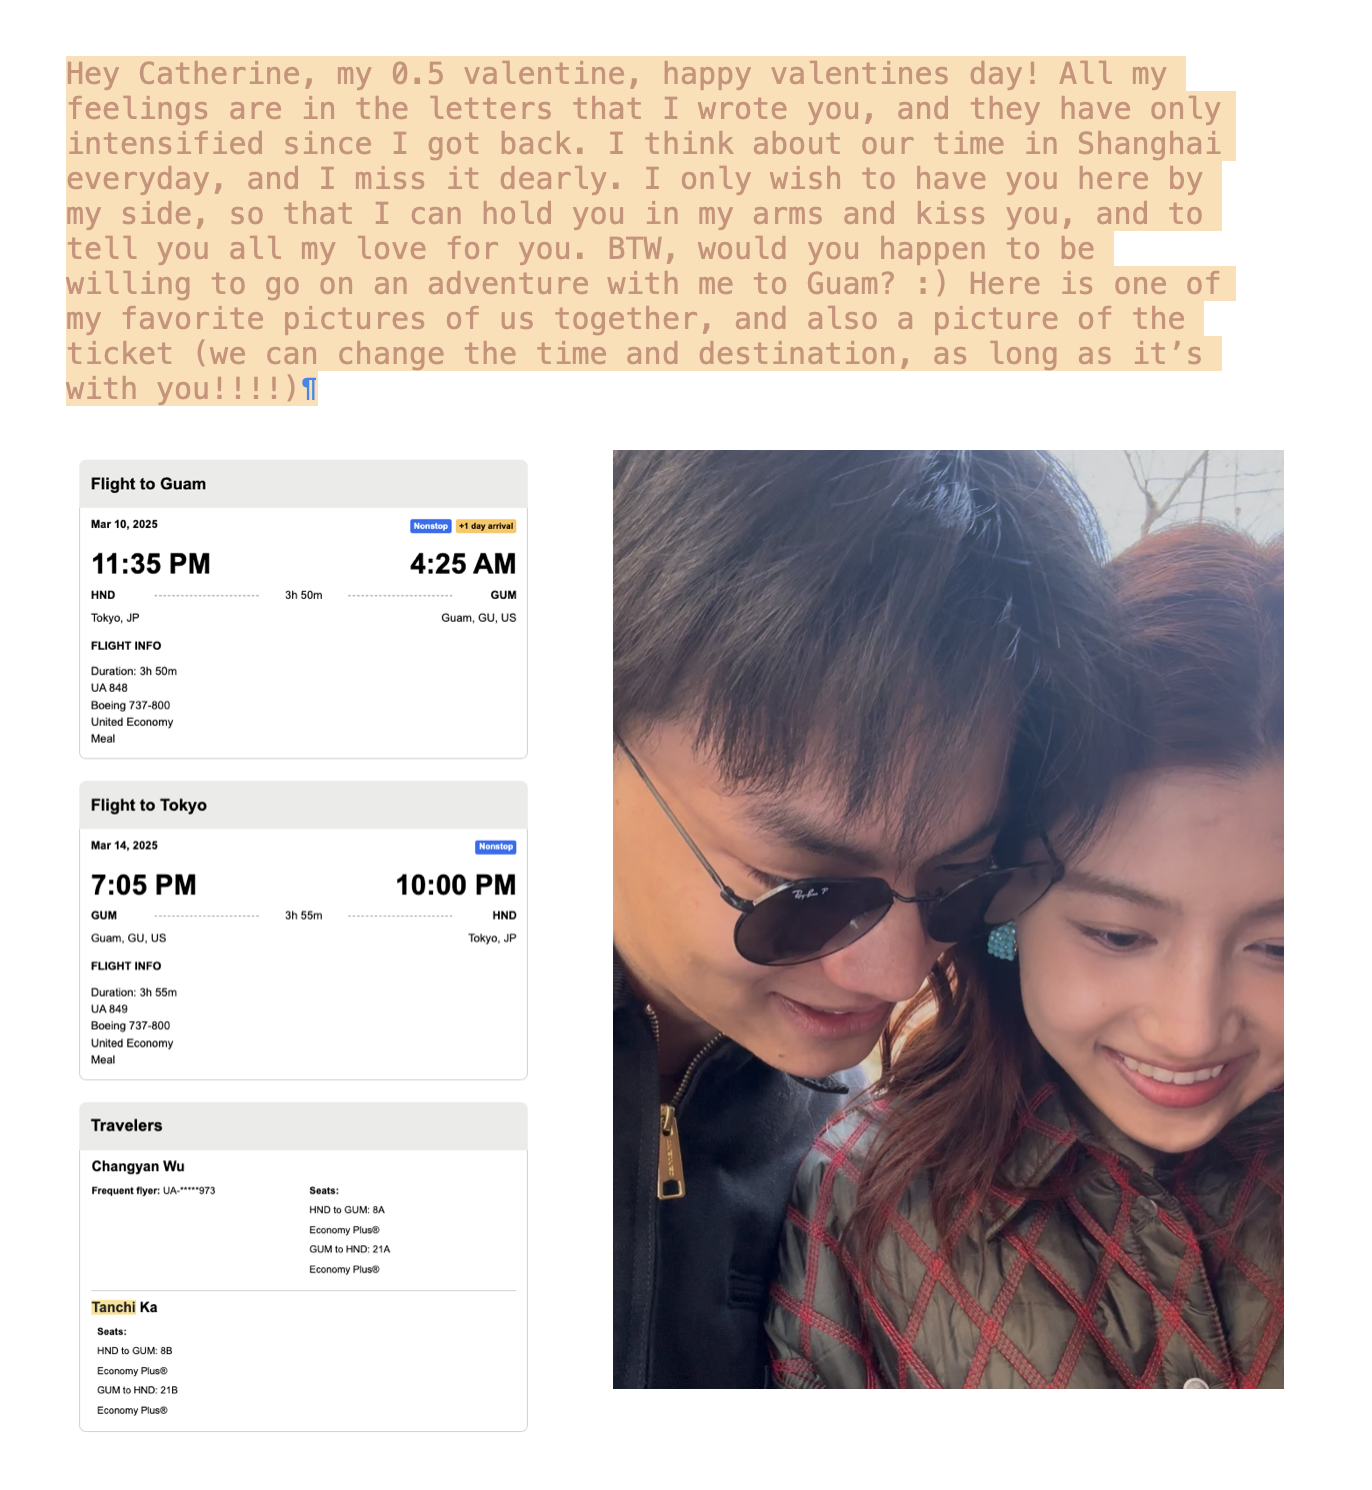 Hey Catherine, my 0.5 valentine, happy valentines day! All my
feelings are in the letters that I wrote you, and they have only
intensified since I got back. I think about our time in Shanghai
everyday, and I miss it dearly. I only wish to have you here by
my side, so that I can hold you in my arms and kiss you, and to
tell you all my love for you. BTW, would you happen to be
willing to go on an adventure with me to Guam? :) Here is one of
my favorite pictures of us together, and also a picture of the
ticket (we can change the time and destination, as long as it’s
with you!!!!)¶
Flight to Guam
Mar 10, 2025 Nonstop +1 day arrival
11:35 PM 4:25 AM
HND 3h 50m GUM
Tokyo, JP Guam, GU, US
FLIGHT INFO
Duration: 3h 50m
UA 848
Boeing 737-800
United Economy
Meal
Flight to Tokyo
Mar 14, 2025 Nonstop
7:05 PM 10:00 PM
GUM 3h 55m HND
Guam, GU, US Tokyo, JP
FLIGHT INFO
Duration: 3h 55m
UA 849
Boeing 737-800
United Economy
Meal
Travelers
Changyan Wu
Frequent flyer: UA-*****973 Seats:
HND to GUM: 8A
Economy Plus®
GUM to HND: 21A
Economy Plus®
Tanchi Ka
Seats:
HND to GUM: 8B
Economy Plus®
GUM to HND: 21B
Economy Plus®
Ray-Ban P